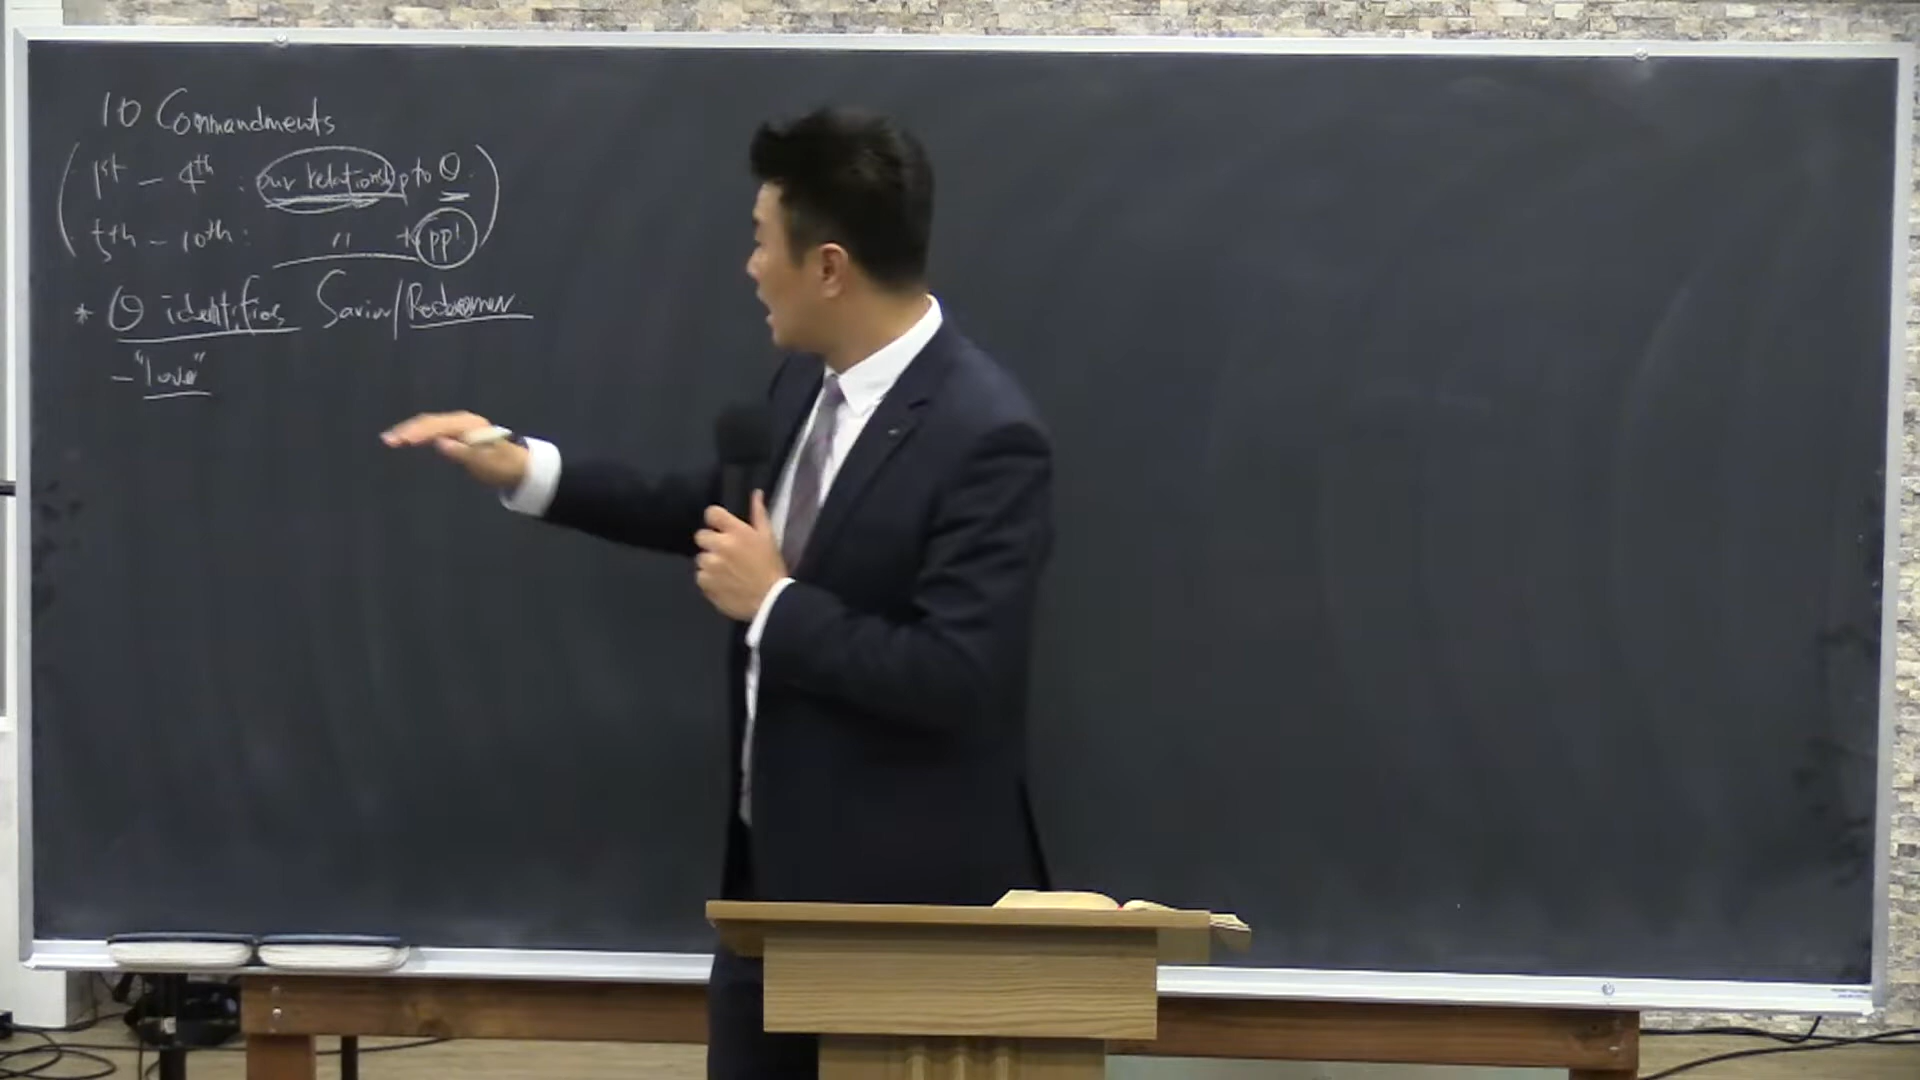 10 Commandments
1st - 4th : our relationship to θ
5th - 10th : " to ppl
* θ identifies Savior/Redeemer
- "love"